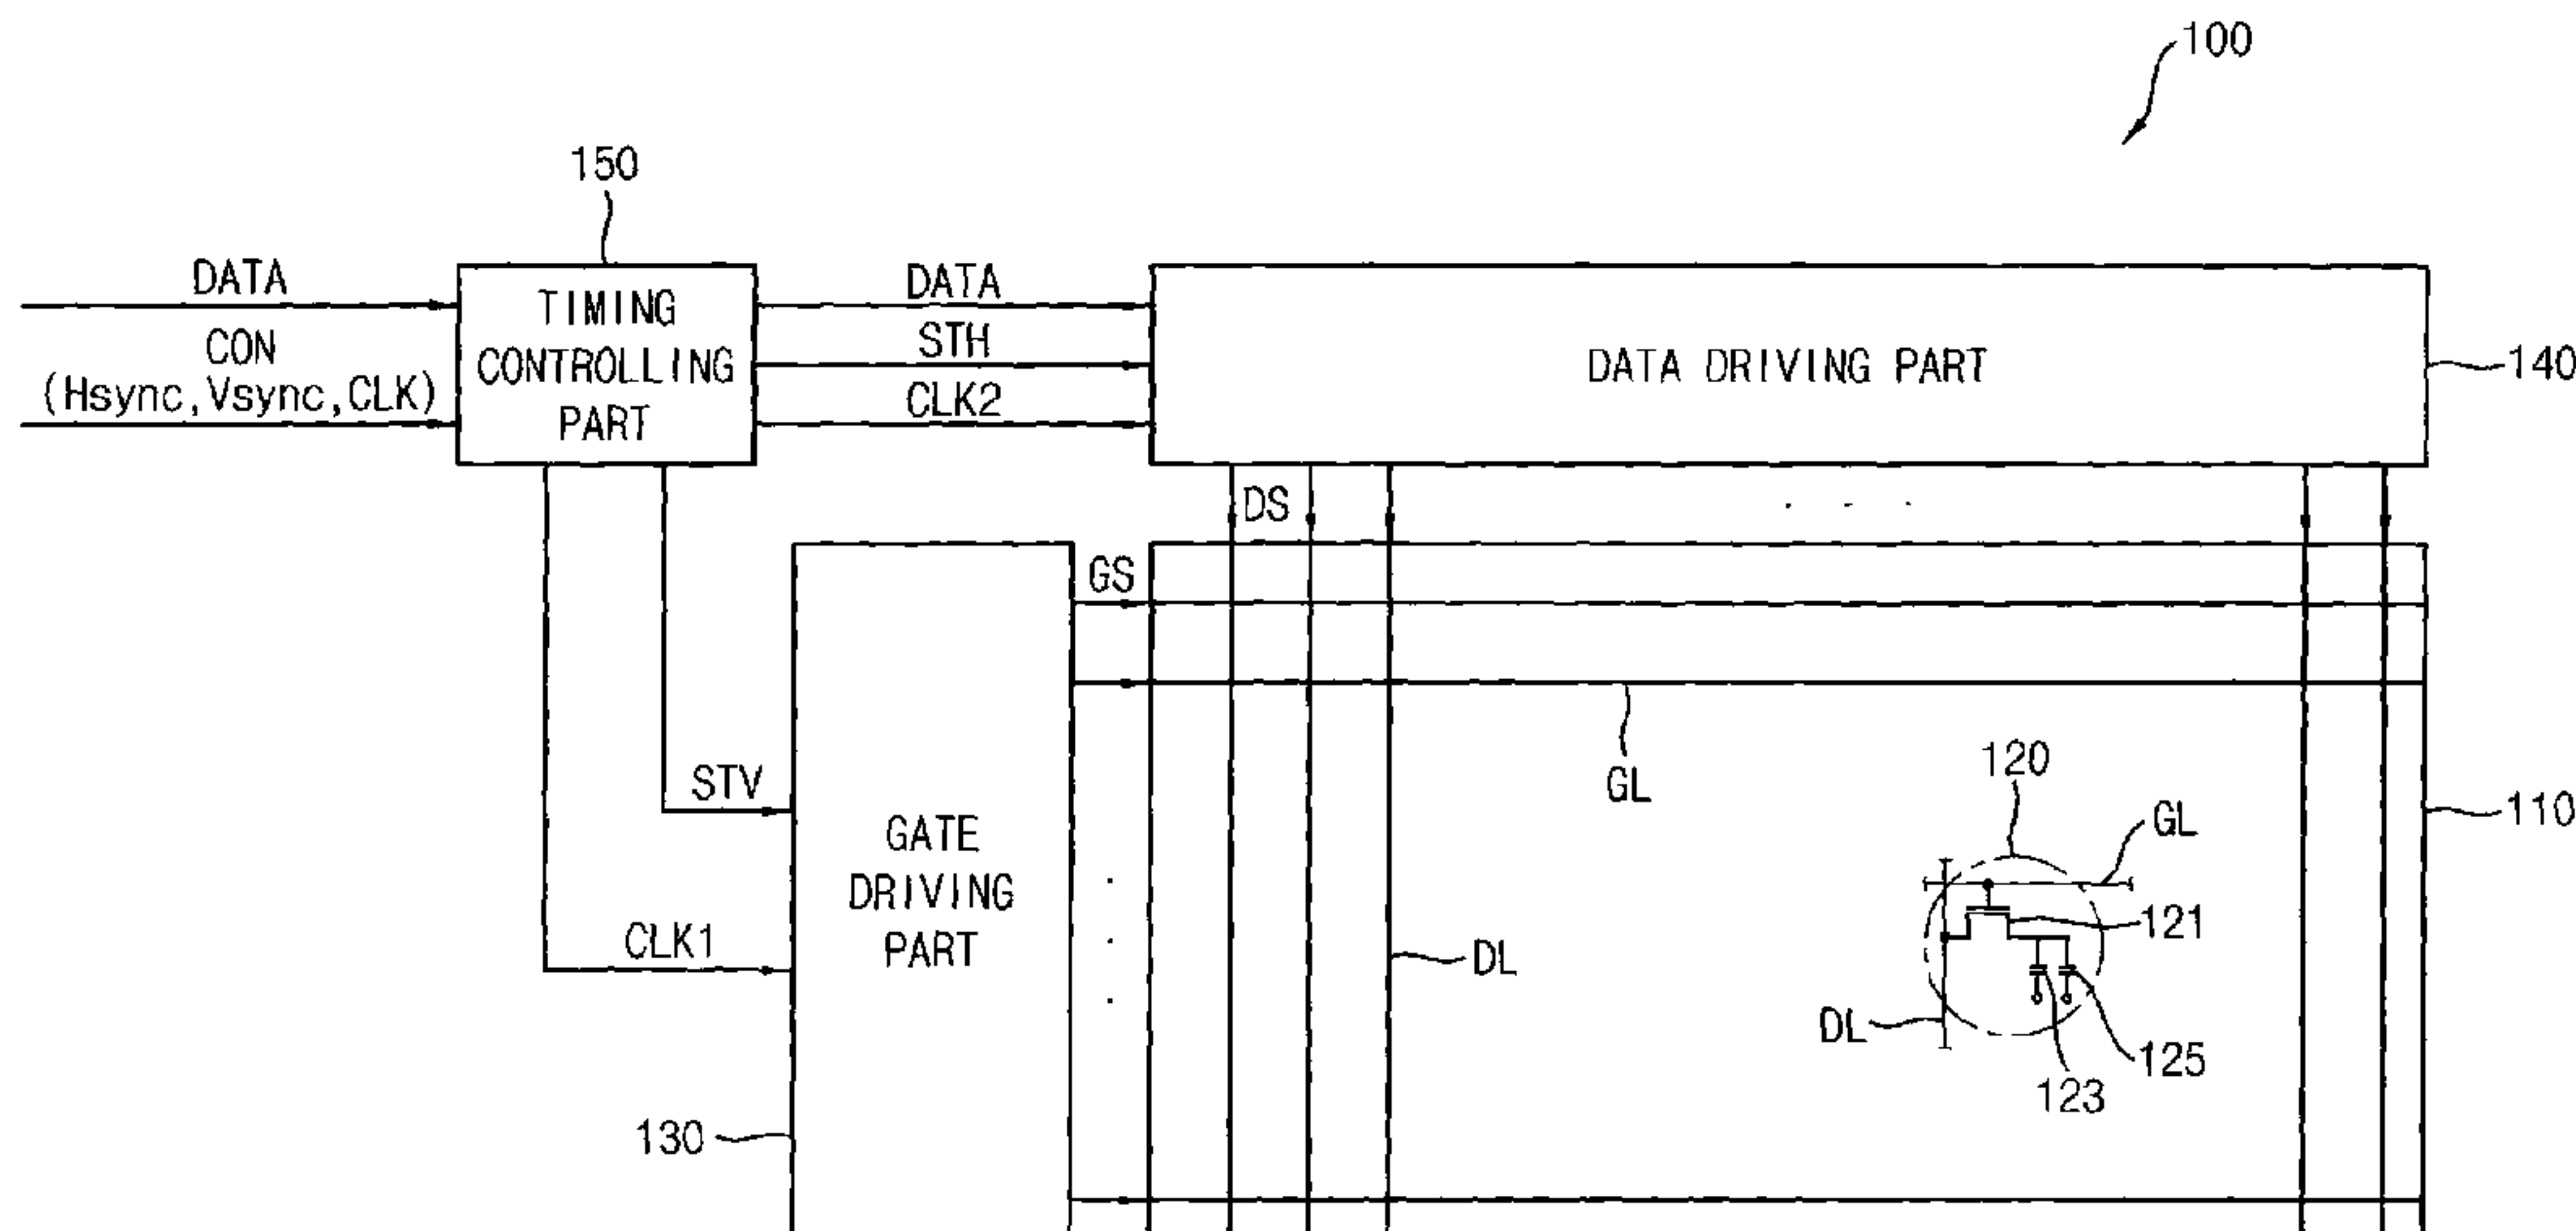 100
150
DATA
CON
(Hsync,Vsync,CLK)
TIMING
CONTROLLING
PART
DATA
STH
CLK2
DATA DRIVING PART
140
DS
GS
GL
STV
CLK1
GATE
DRIVING
PART
130
DL
120
GL
121
DL
125
123
110